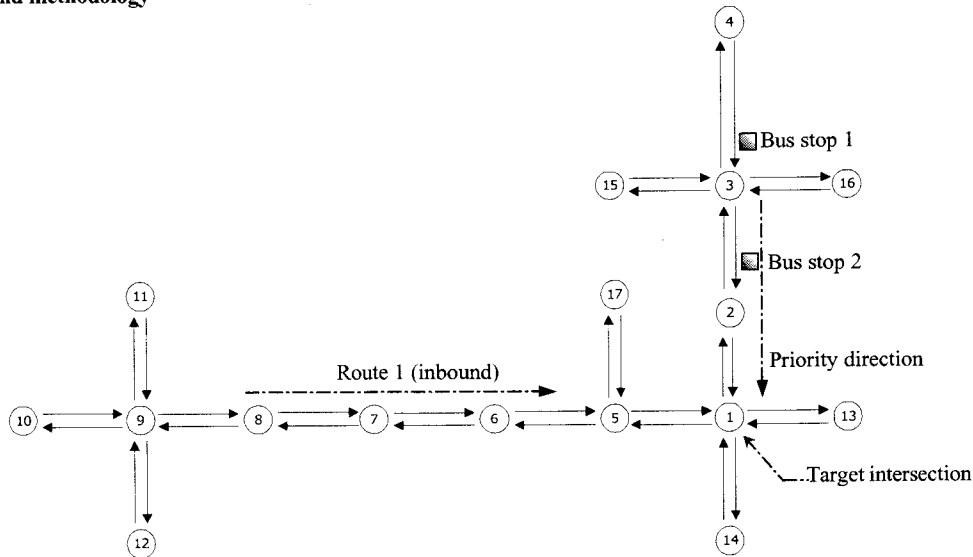 nd methodology
4
Bus stop 1
15
3
16
Bus stop 2
11
17
2
Route 1 (inbound)
Priority direction
10
9
8
7
6
5
1
13
Target intersection
12
14